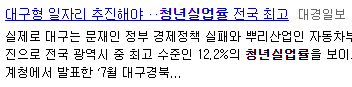 대구형 일자리 추진해야 ··청년실업률 전국 최고 대경일보
실제로 대구는 문재인 정부 경제정책 실패와 뿌리산업인 자동차부
진으로 전국 광역시 중 최고 수준인 12,2%의 청년실업률을 보이.
계청에서 발표한 '7월 대구경북...